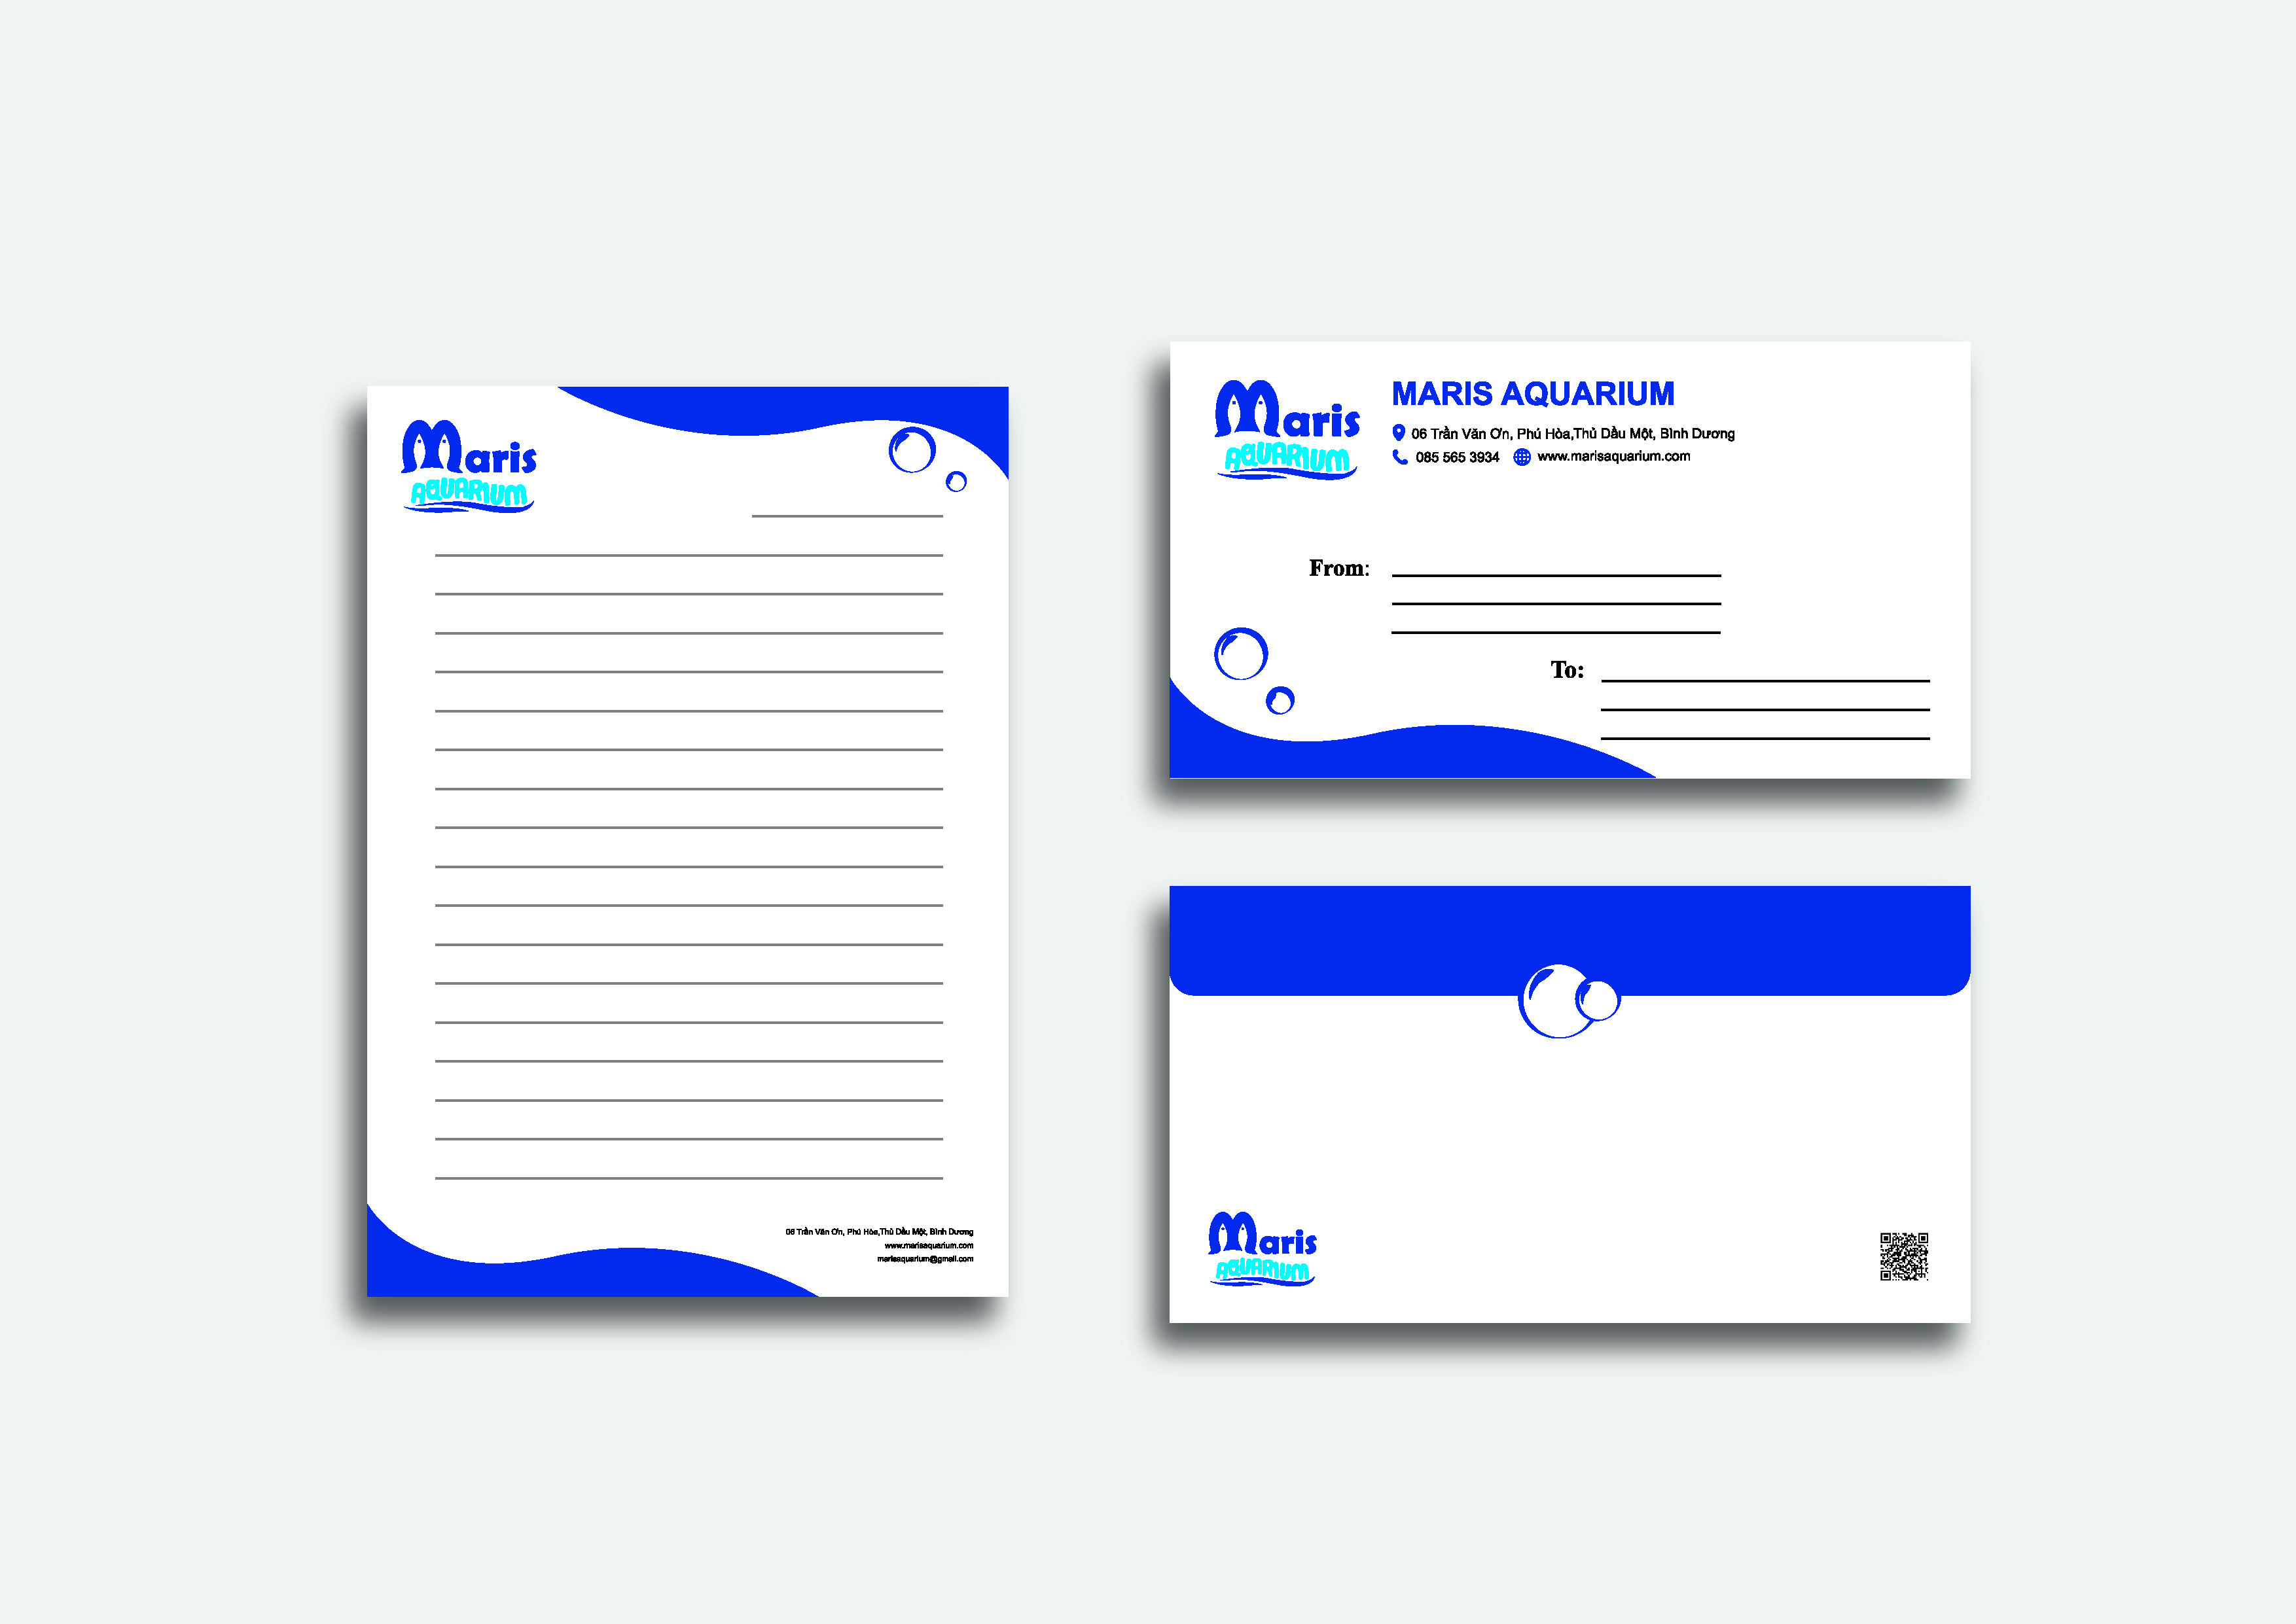 Maris
AQUARIUM
06 Trần Văn Ơn, Phú Hòa,Thủ Dầu Một, Bình Dương
www.marisaquarium.com
marisaquarium@gmail.com
Maris
AQUARIUM
MARIS AQUARIUM
06 Trần Văn Ơn, Phú Hòa,Thủ Dầu Một, Bình Dương
085 565 3934 www.marisaquarium.com
From:
To:
Maris
AQUARIUM